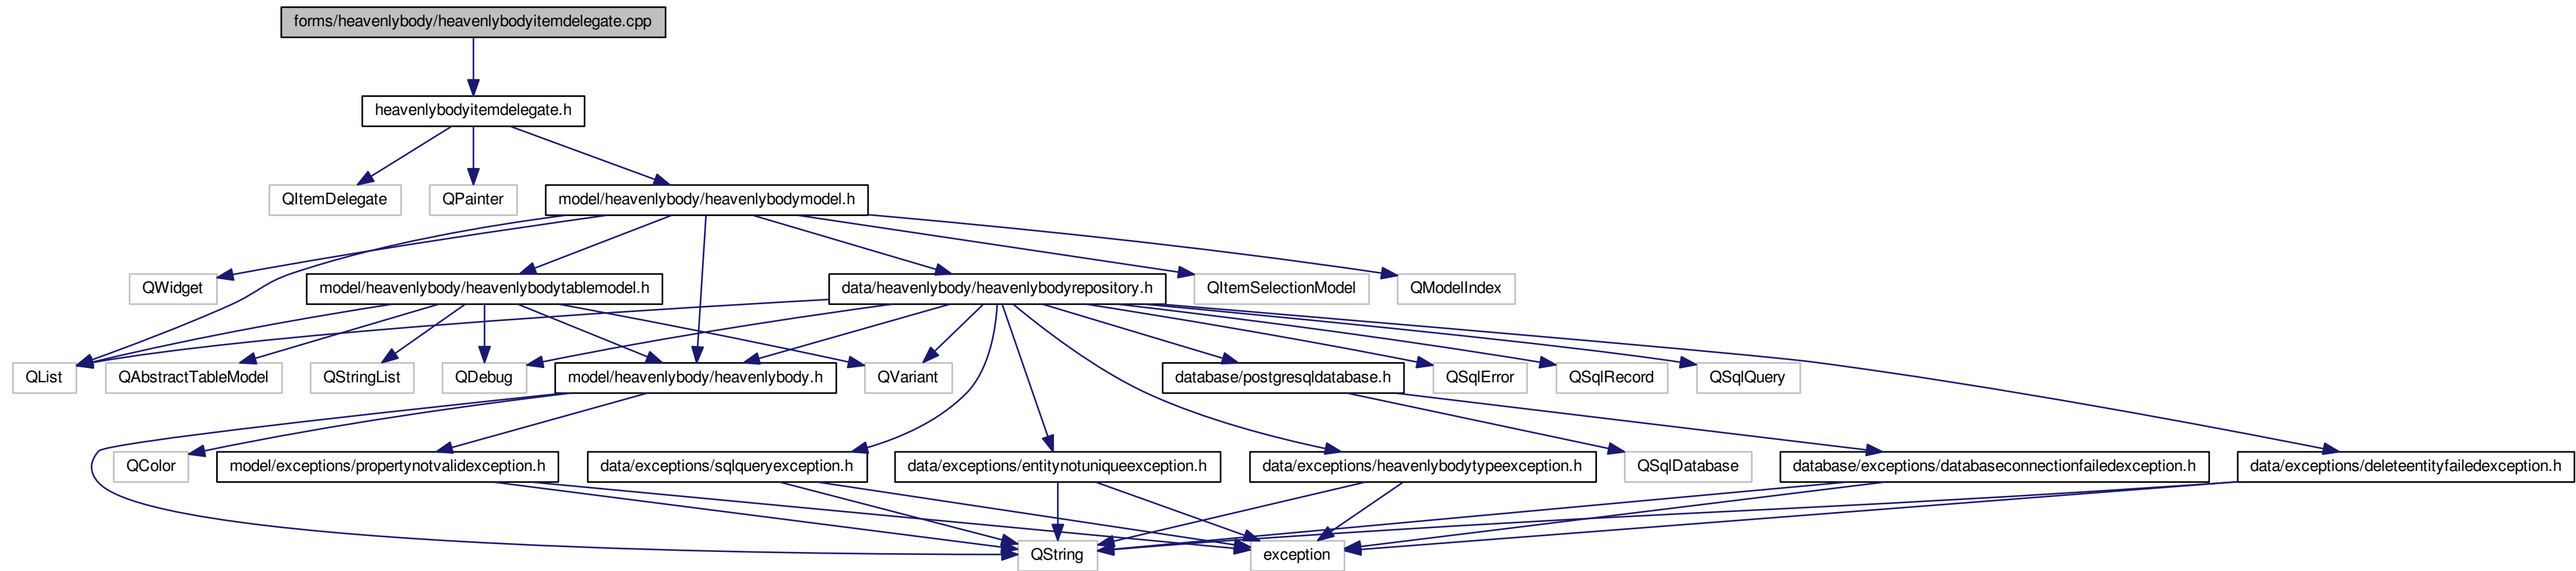 forms/heavenlybody/heavenlybodyitemdelegate.cpp
heavenlybodyitemdelegate.h
QItemDelegate
QPainter
model/heavenlybody/heavenlybodymodel.h
QWidget
model/heavenlybody/heavenlybodytablemodel.h
data/heavenlybody/heavenlybodyrepository.h
QItemSelectionModel
QModelIndex
QList
QAbstractTableModel
QStringList
QDebug
model/heavenlybody/heavenlybody.h
QVariant
database/postgresqldatabase.h
QSqlError
QSqlRecord
QSqlQuery
QColor
model/exceptions/propertynotvalidexception.h
data/exceptions/sqlqueryexception.h
data/exceptions/entitynotuniqueexception.h
data/exceptions/heavenlybodytypeexception.h
QSqlDatabase
database/exceptions/databaseconnectionfailedexception.h
data/exceptions/deleteentityfailedexception.h
QString
exception